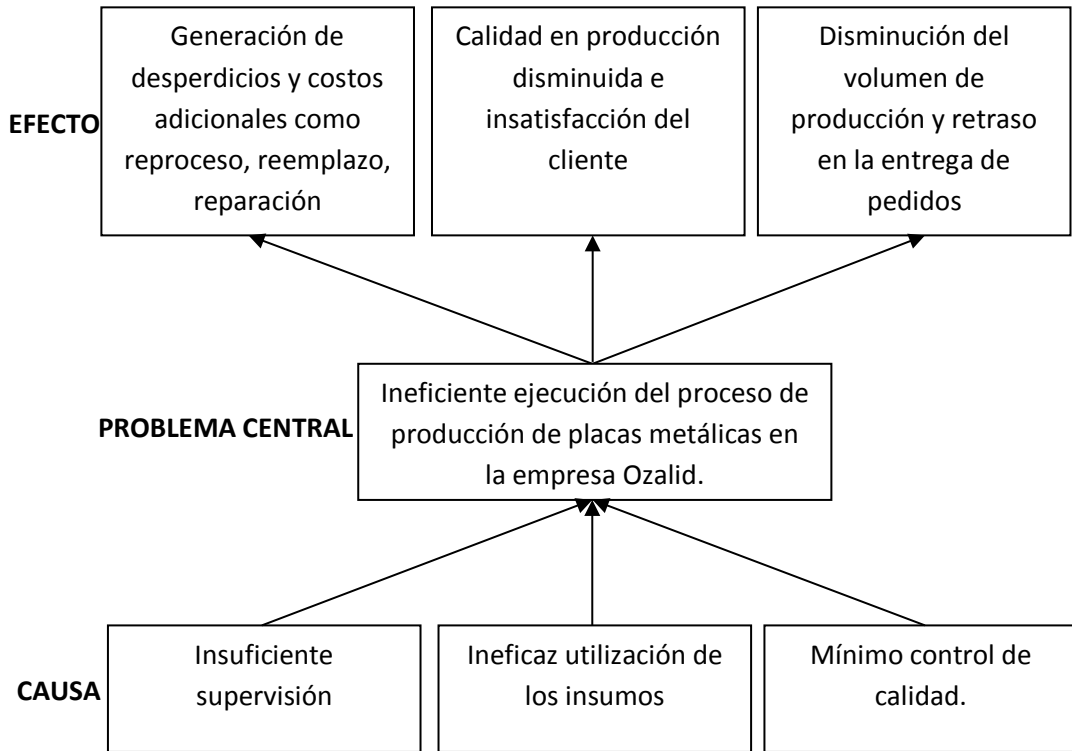 EFECTO
Generación de
desperdicios y costos
adicionales como
reproceso, reemplazo,
reparación
Calidad en producción
disminuida e
insatisfacción del
cliente
Disminución del
volumen de
producción y retraso
en la entrega de
pedidos
PROBLEMA CENTRAL
Ineficiente ejecución del proceso de
producción de placas metálicas en
la empresa Ozalid.
CAUSA
Insuficiente
supervisión
Ineficaz utilización de
los insumos
Mínimo control de
calidad.